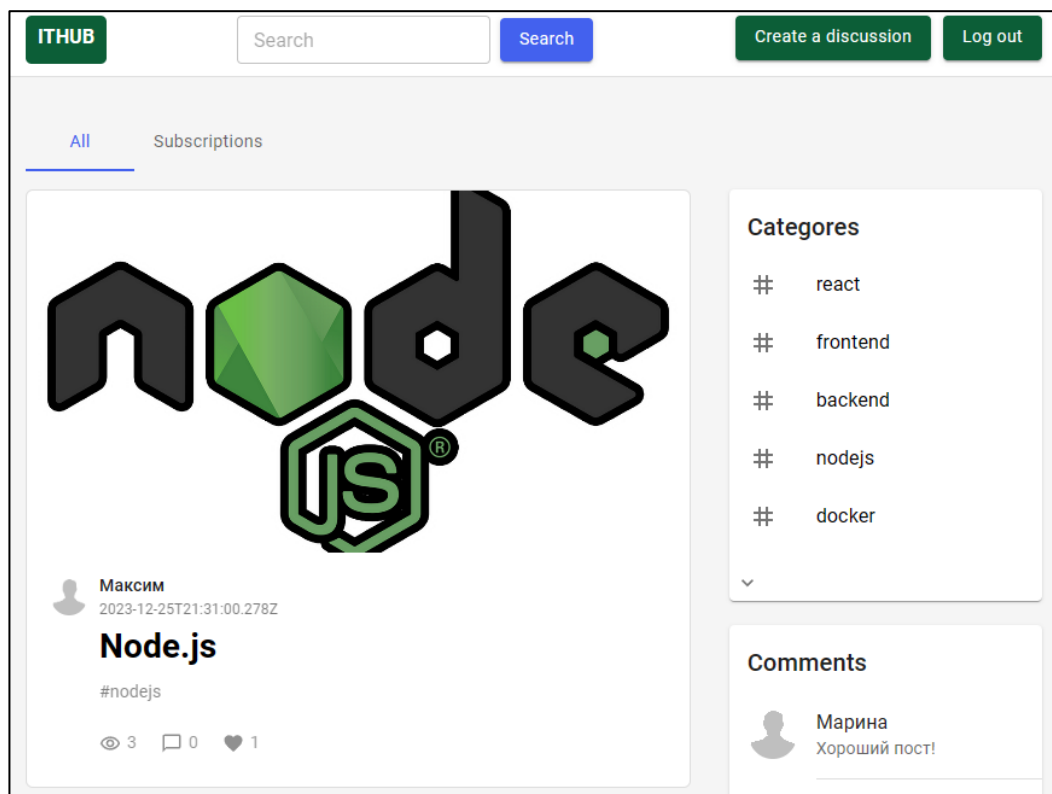 ITHUB
Search
Search
Create a discussion
Log out
All
Subscriptions
node
JS
®
Максим
2023-12-25T21:31:00.278Z
Node.js
#nodejs
3
0
1
Categores
react
frontend
backend
nodejs
docker
Comments
Марина
Хороший пост!